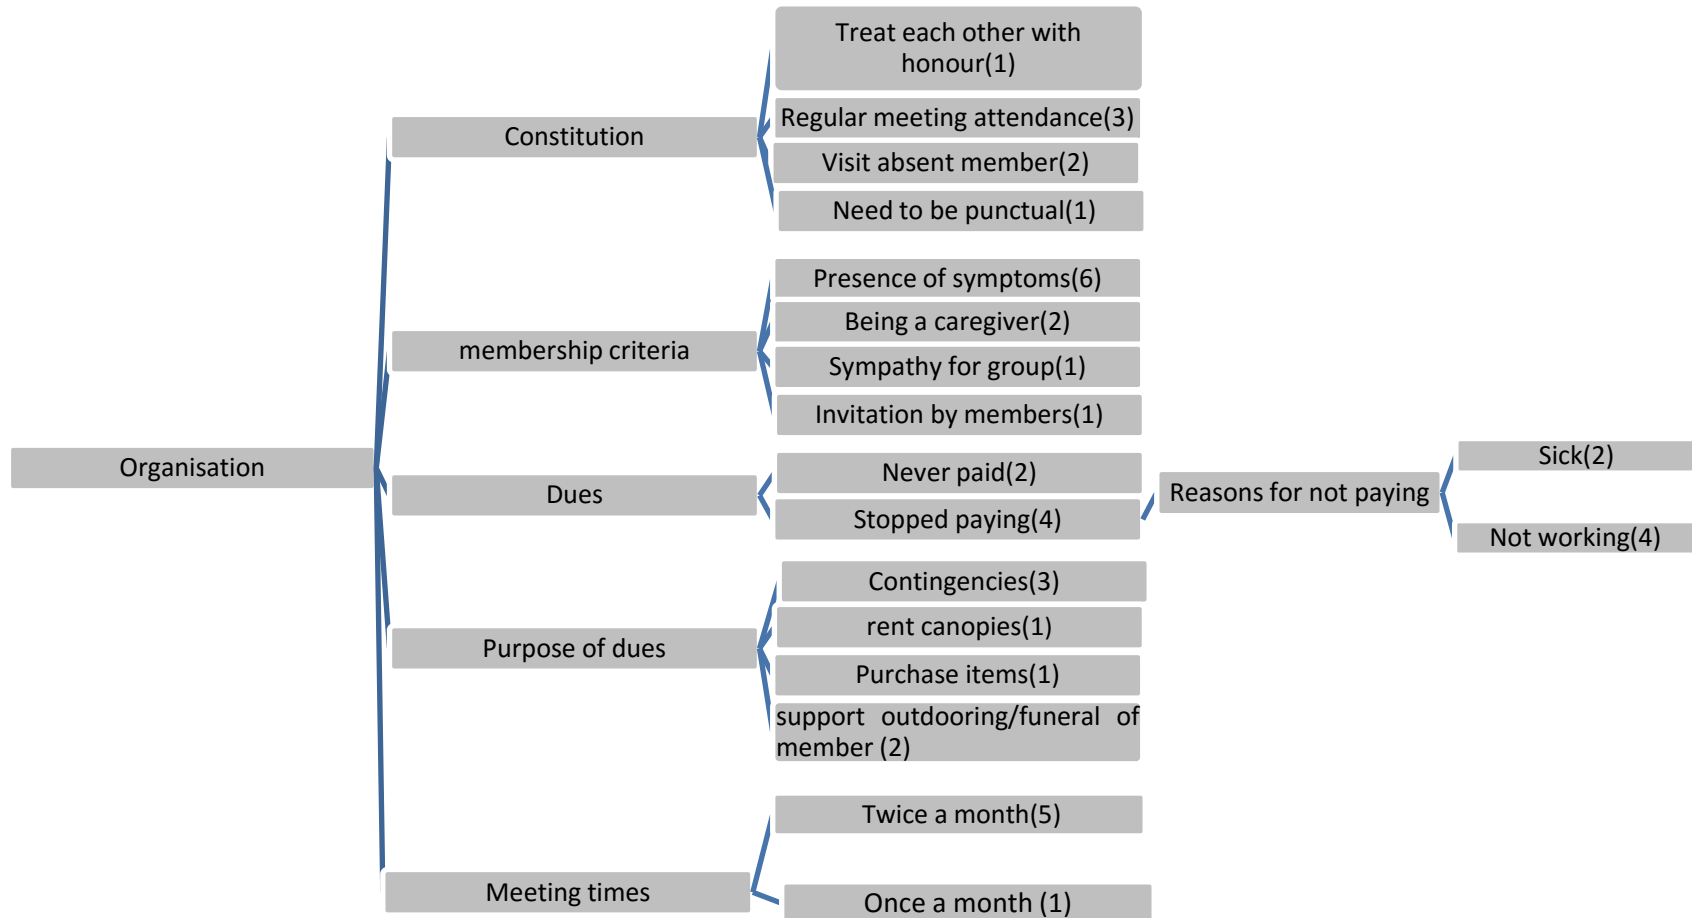 Treat each other with
honour(1)
Regular meeting attendance(3)
Constitution
Visit absent member(2)
Need to be punctual(1)
Presence of symptoms(6)
Being a caregiver(2)
membership criteria
Sympathy for group(1)
Invitation by members(1)
Organisation
Never paid(2)
Dues
Stopped paying(4)
Reasons for not paying
Sick(2)
Not working(4)
Contingencies(3)
rent canopies(1)
Purpose of dues
Purchase items(1)
support outdooring/funeral of
member (2)
Twice a month(5)
Meeting times
Once a month (1)